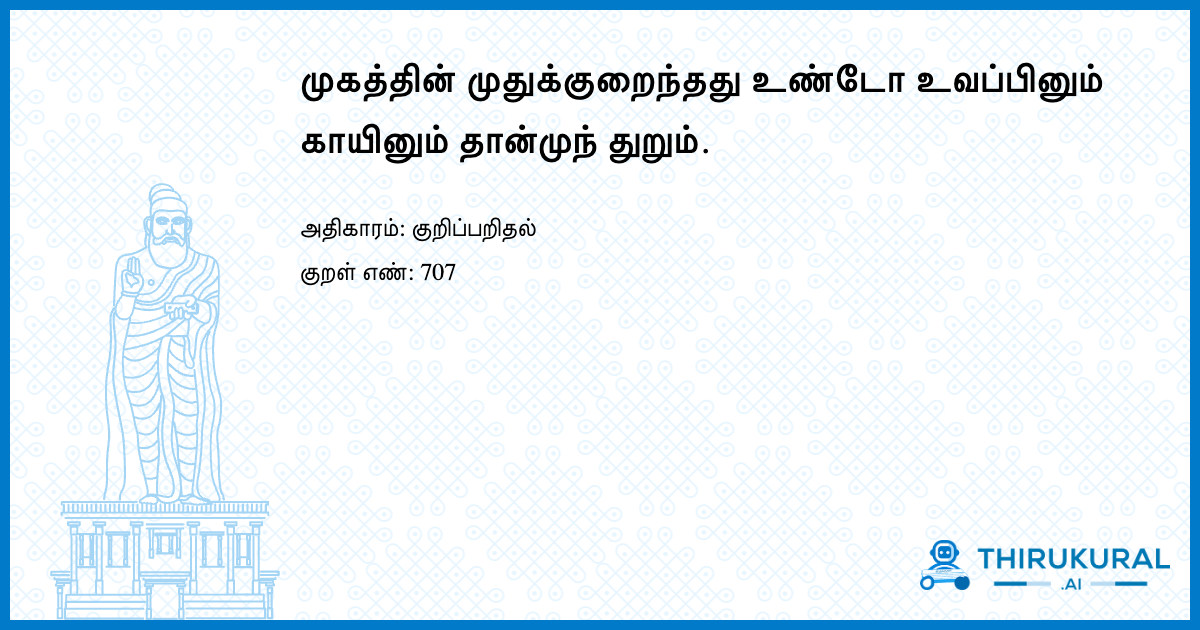 முகத்தின் முதுக்குறைந்தது உண்டோ உவப்பினும்
காயினும் தான்முந் துறும்.
அதிகாரம்: குறிப்பறிதல்
குறள் எண்: 707
THIRUKURAL
.AI